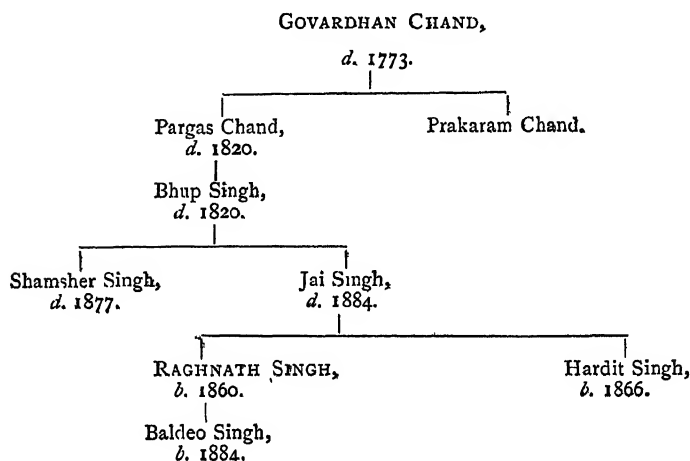 GOVARDHAN CHAND,
d. 1773.
Pargas Chand,
d. 1820.
Prakaram Chand.
Bhup Singh,
d. 1820.
Shamsher Singh,
d. 1877.
Jai Singh,
d. 1884.
RAGHNATH SINGH,
b. 1860.
Hardit Singh,
b. 1866.
Baldeo Singh,
b. 1884.